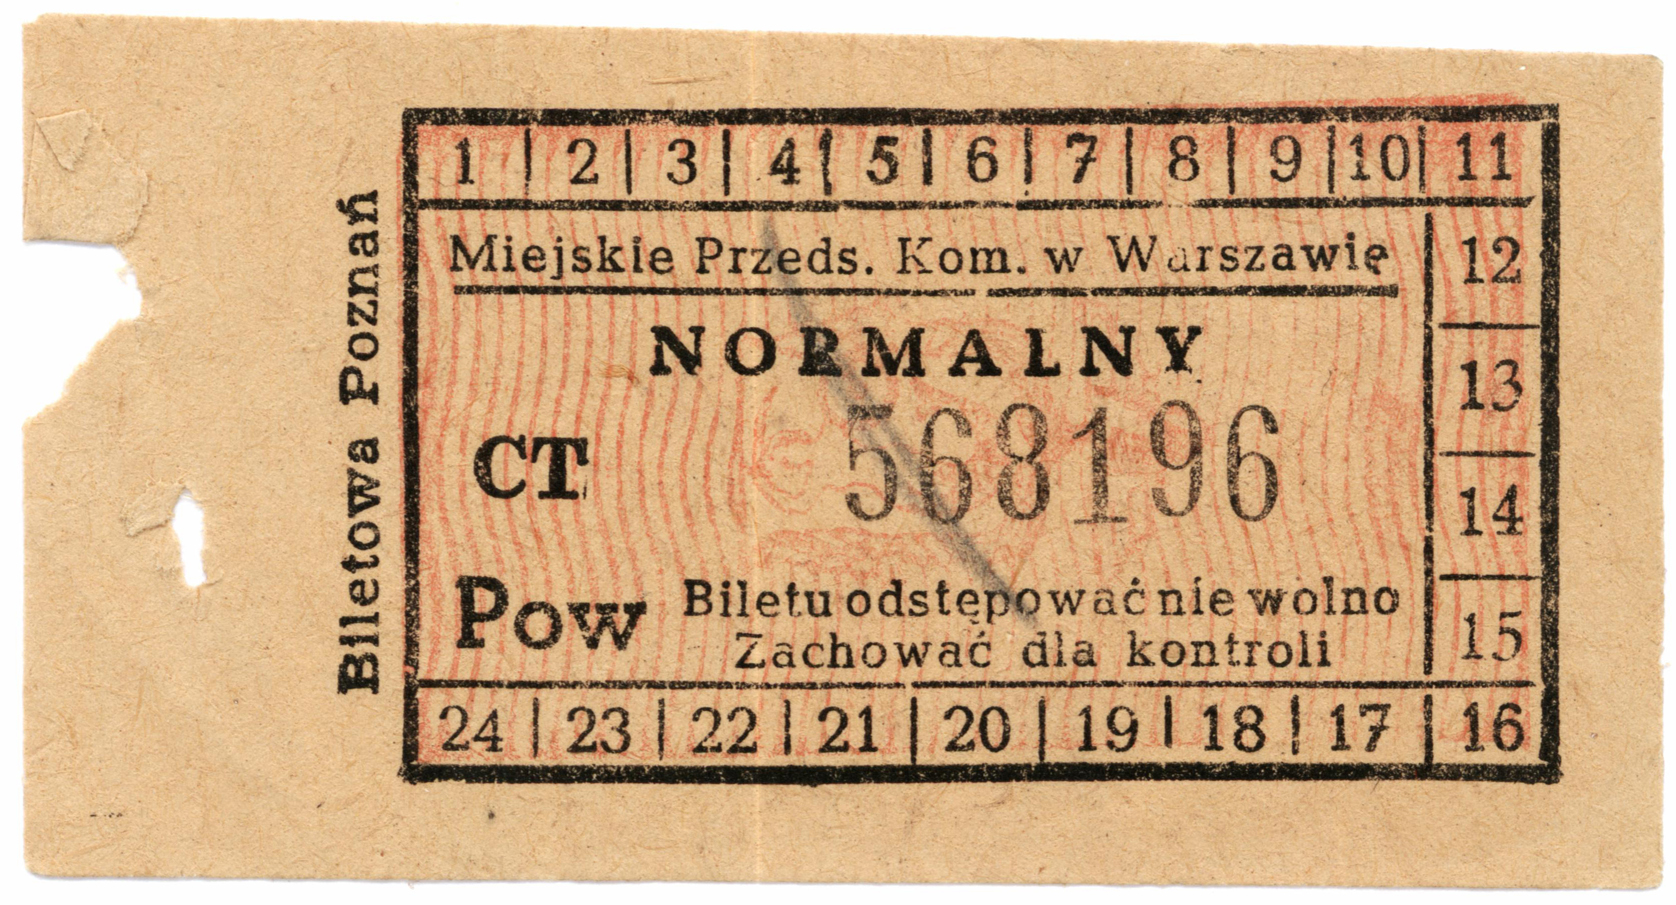 1 | 2 | 3 | 4 | 5 | 6 | 7 | 8 | 9 | 10 | 11
Miejskie Przeds. Kom. w Warszawie
12
NORMALNY
13
CT 568196
14
Pow Biletu odstępować nie wolno
Zachować dla kontroli
15
24 | 23 | 22 | 21 | 20 | 19 | 18 | 17 | 16
Biletowa Poznań